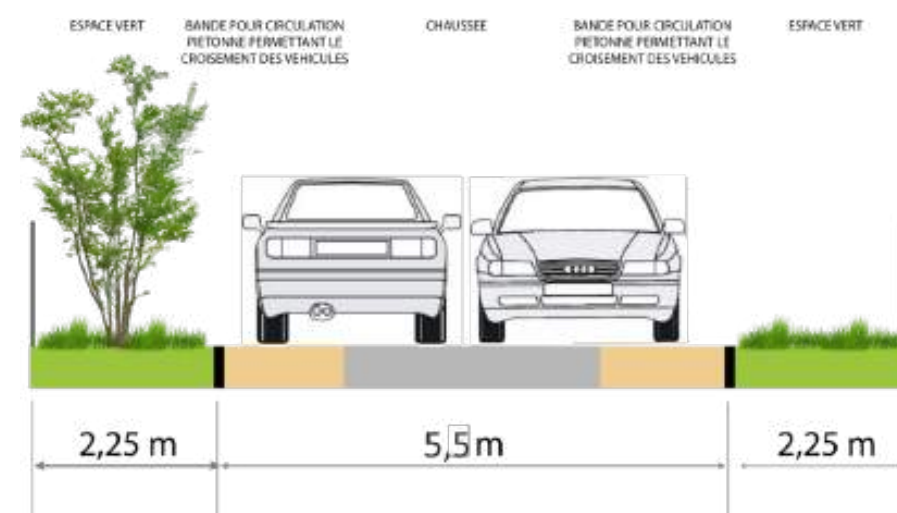 ESPACE VERT
BANDE POUR CIRCULATION
PIETONNE PERMETTANT LE
CROISEMENT DES VEHICULES
CHAUSSEE
BANDE POUR CIRCULATION
PIETONNE PERMETTANT LE
CROISEMENT DES VEHICULES
ESPACE VERT
2,25 m
5,5 m
2,25 m